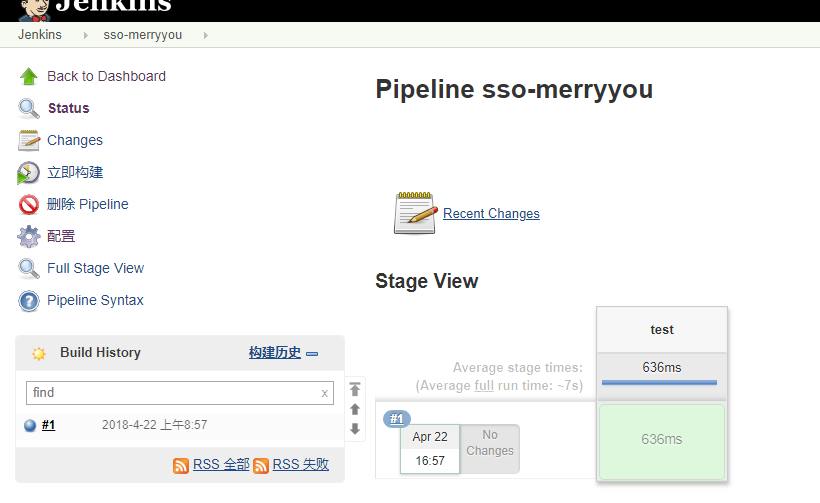 Jenkins
Jenkins sso-merryyou
Back to Dashboard
Status
Changes
立即构建
删除 Pipeline
配置
Full Stage View
Pipeline Syntax
Build History 构建历史
find x
#1 2018-4-22 上午8:57
RSS 全部 RSS 失败
Pipeline sso-merryyou
Recent Changes
Stage View
test
Average stage times: 636ms
(Average full run time: ~7s)
#1
Apr 22 No
Changes
16:57
636ms